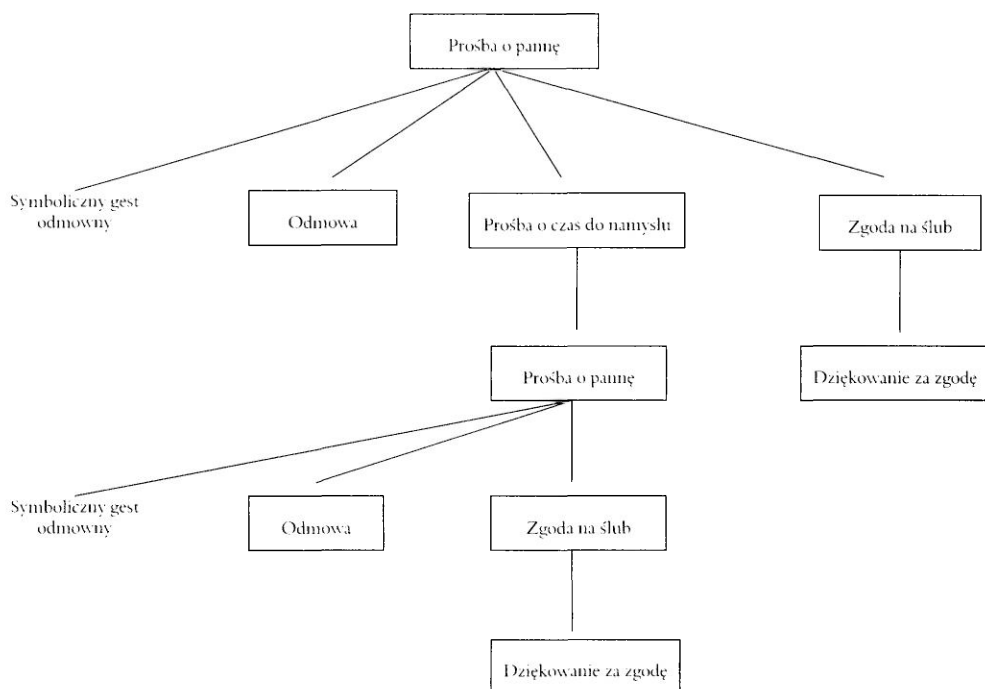 Prośba o pannę
Symboliczny gest
odmowny
Odmowa
Prośba o czas do namysłu
Zgoda na ślub
Prośba o pannę
Dziękowanie za zgodę
Symboliczny gest
odmowny
Odmowa
Zgoda na ślub
Dziękowanie za zgodę